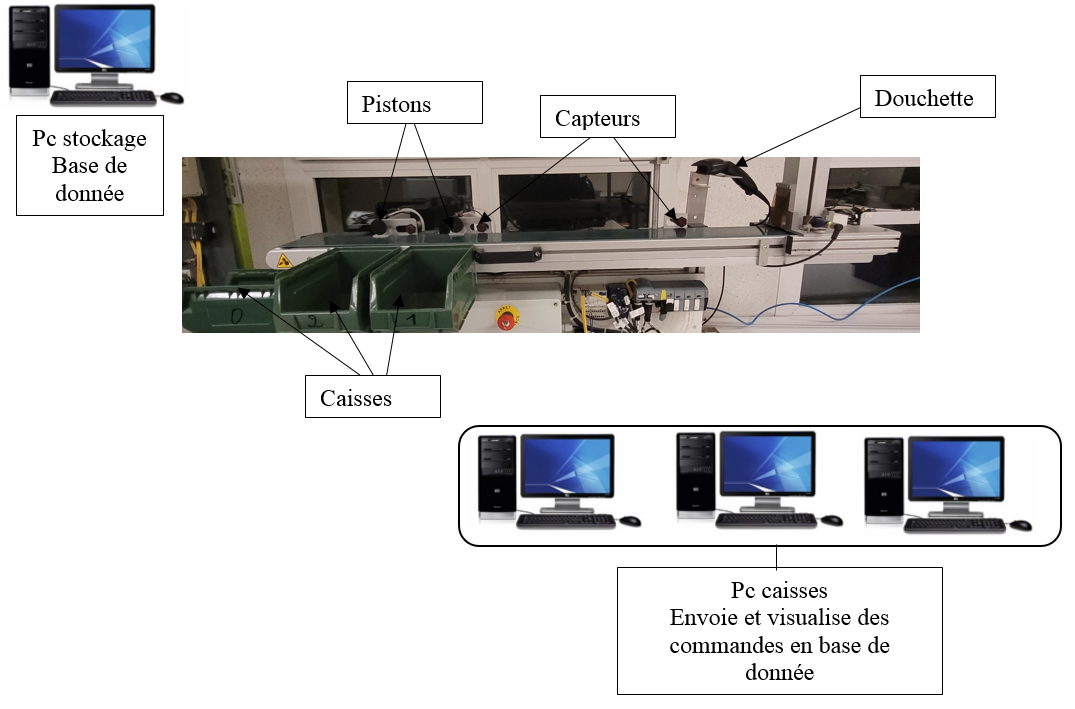 Pc stockage
Base de
donnée
Pistons
Capteurs
Douchette
0
2
1
Caisses
Pc caisses
Envoie et visualise des
commandes en base de
donnée